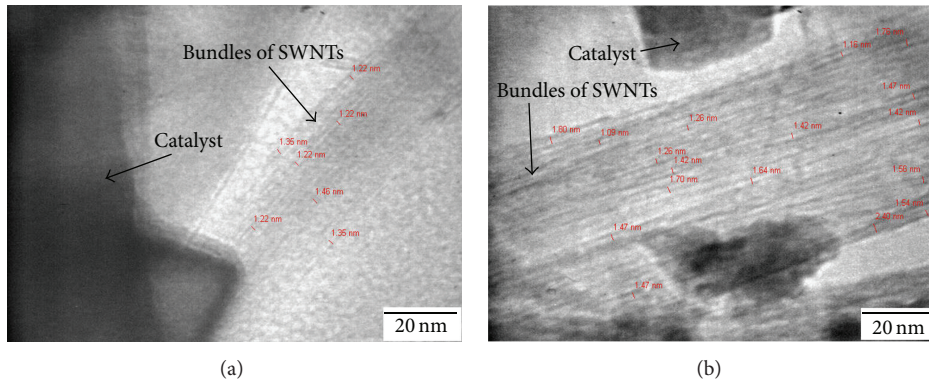 Bundles of SWNTs
1.22 nm
1.22 nm
1.35 nm
1.22 nm
Catalyst
1.46 nm
1.22 nm
1.35 nm
20 nm
(a)
1.76 nm
1.18 nm
Catalyst
Bundles of SWNTs
1.47 nm
1.26 nm
1.42 nm
1.60 nm
1.09 nm
1.42 nm
1.26 nm
1.42 nm
1.64 nm
1.56 nm
1.70 nm
1.54 nm
2.49 nm
1.47 nm
1.47 nm
20 nm
(b)